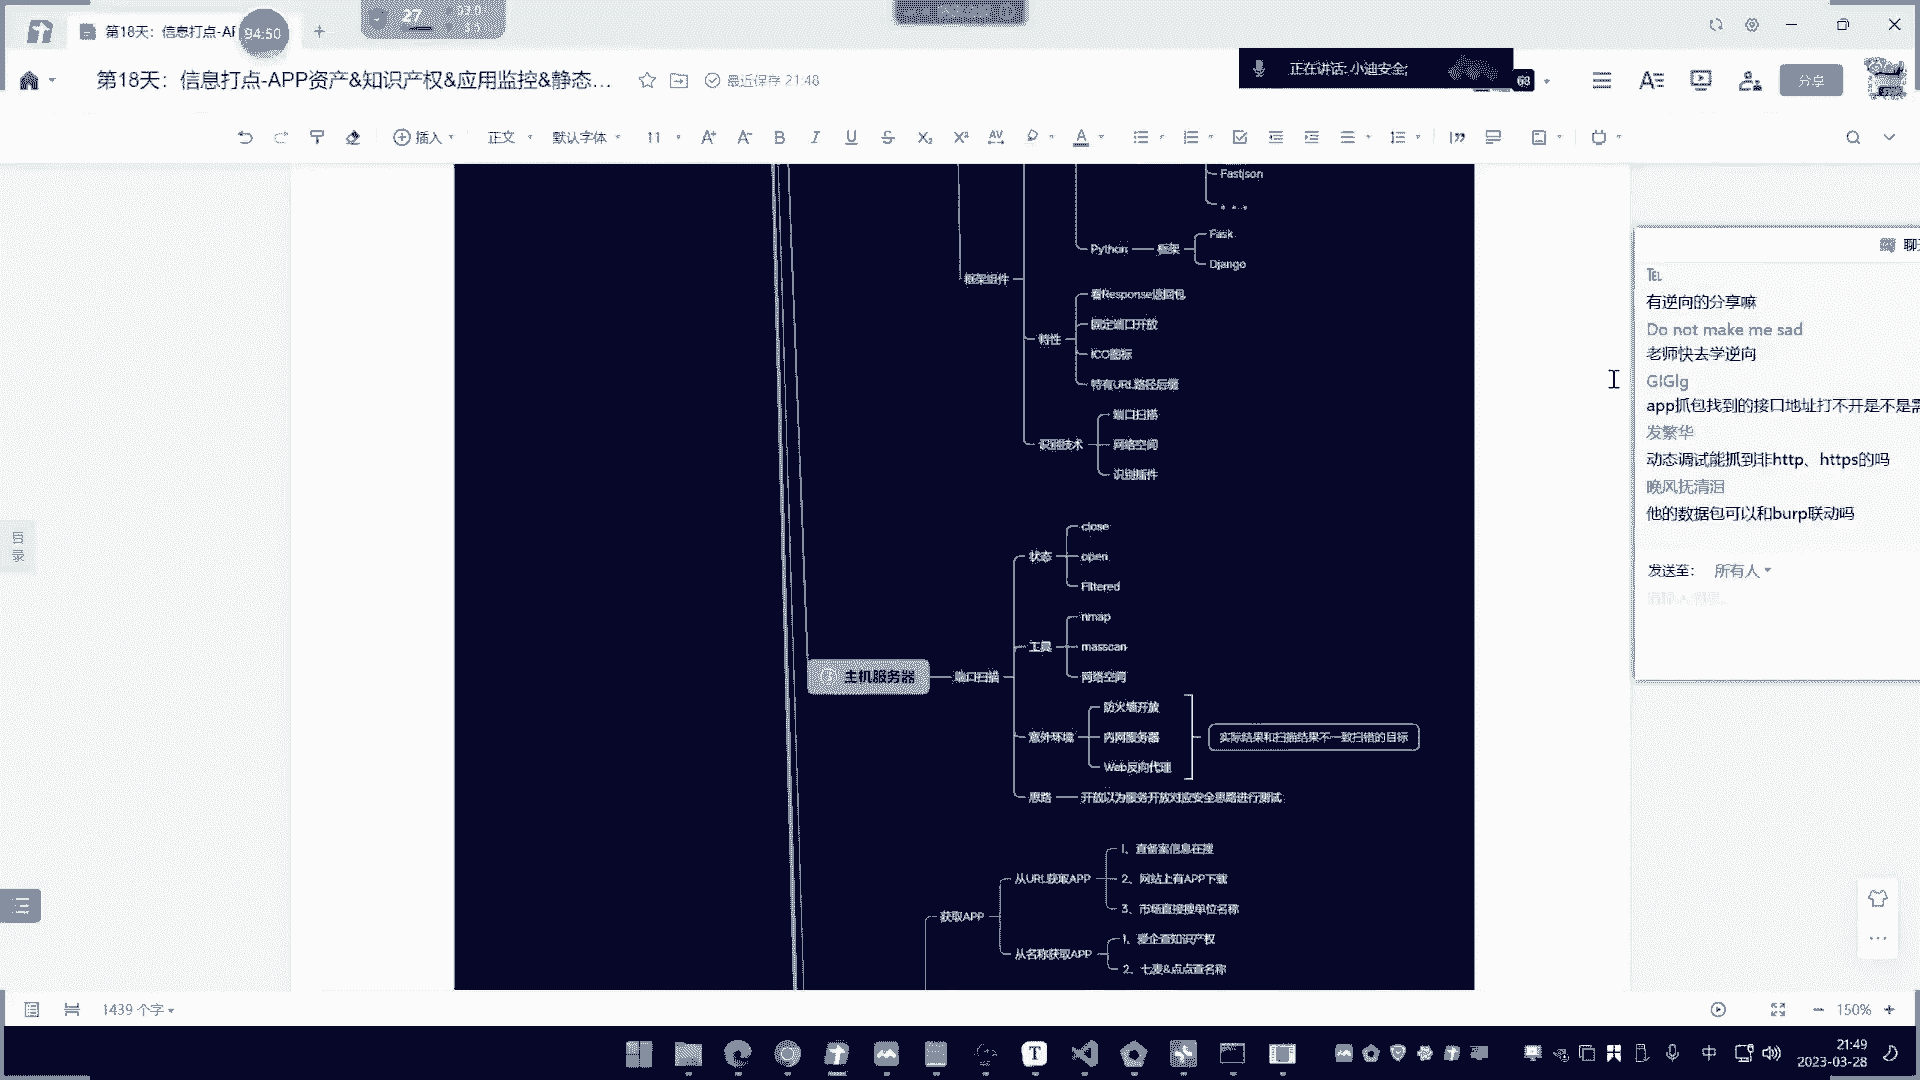 第18天：信息打点-AF
94:50
27
第18天：信息打点-APP资产&知识产权&应用监控&静态...
最近保存 21:48
正在讲话: 小迪安全;
68
分享
插入
正文
默认字体
11
Fastjson
Python
框架
Flask
Django
框架组件
特性
看Response返回包
固定端口开放
ICO图标
特有URL路径后缀
识别技术
端口扫描
网络空间
识别插件
主机服务器
端口扫描
状态
close
open
Filtered
工具
nmap
masscan
网络空间
意外环境
防火墙开放
内网服务器
Web反向代理
实际结果和扫描结果不一致扫错的目标
思路
开放以为服务开放对应安全思路进行测试
获取APP
从URL获取APP
1、查备案信息在搜
2、网站上有APP下载
3、市场直接搜单位名称
从名称获取APP
1、爱企查知识产权
2、七麦&点点查名称
聊天
TEL
有逆向的分享嘛
Do not make me sad
老师快去学逆向
GIGlg
app抓包找到的接口地址打不开是不是需
发繁华
动态调试能抓到非http、https的吗
晚风抚清泪
他的数据包可以和burp联动吗
发送至:
所有人
目录
1439 个字
150%
中
21:49
2023-03-28